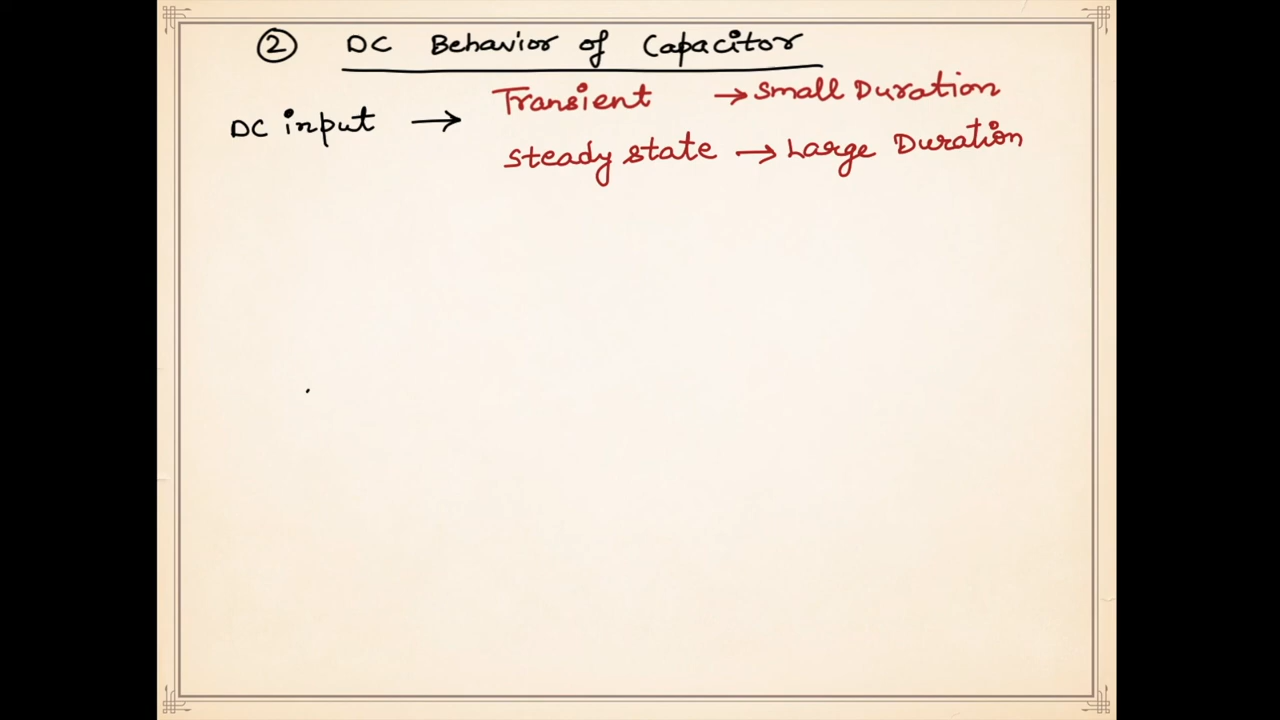 ② DC Behavior of Capacitor
DC input → Transient → Small Duration
Steady state → Large Duration